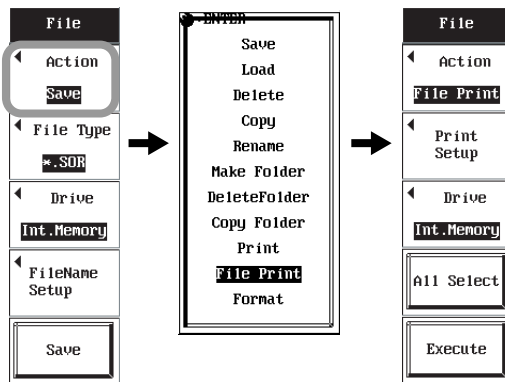 File
Action
Save
File Type
*.SOR
Drive
Int.Memory
FileName
Setup
Save
ENTER
Save
Load
Delete
Copy
Rename
Make Folder
DeleteFolder
Copy Folder
Print
File Print
Format
File
Action
File Print
Print
Setup
Drive
Int.Memory
All Select
Execute